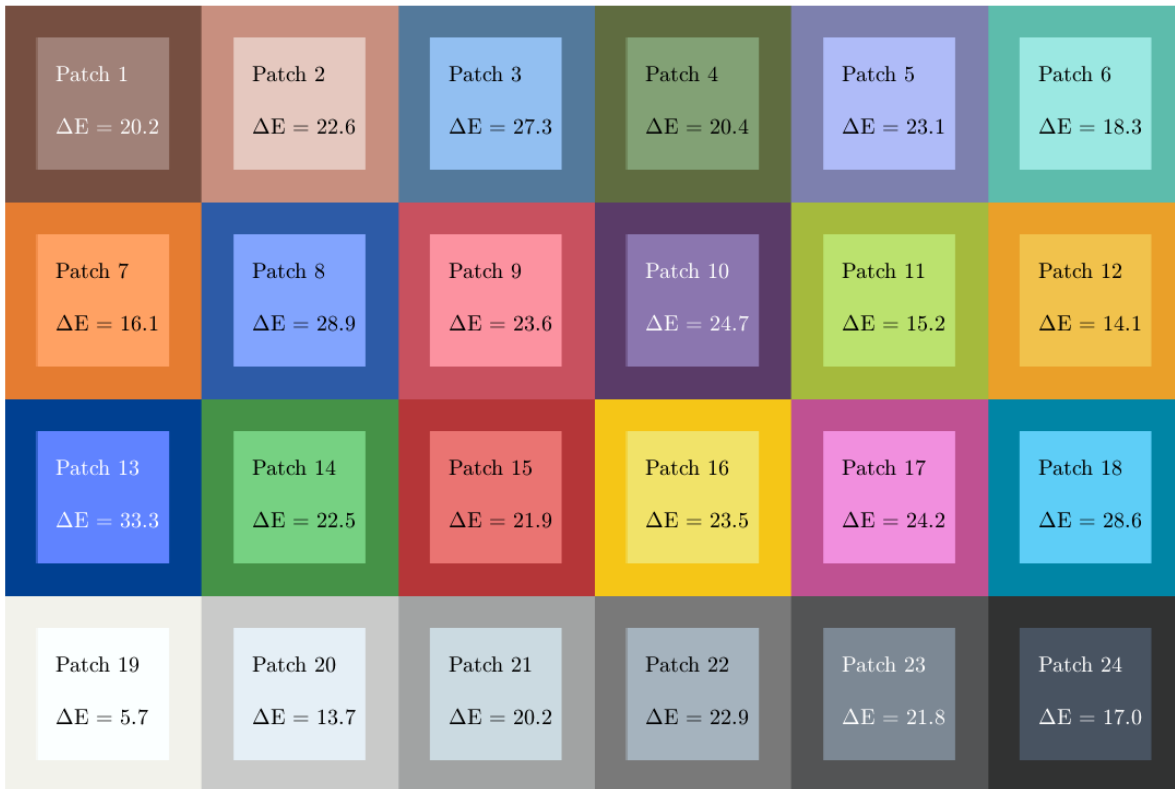 Patch 1
ΔE = 20.2
Patch 2
ΔE = 22.6
Patch 3
ΔE = 27.3
Patch 4
ΔE = 20.4
Patch 5
ΔE = 23.1
Patch 6
ΔE = 18.3
Patch 7
ΔE = 16.1
Patch 8
ΔE = 28.9
Patch 9
ΔE = 23.6
Patch 10
ΔE = 24.7
Patch 11
ΔE = 15.2
Patch 12
ΔE = 14.1
Patch 13
ΔE = 33.3
Patch 14
ΔE = 22.5
Patch 15
ΔE = 21.9
Patch 16
ΔE = 23.5
Patch 17
ΔE = 24.2
Patch 18
ΔE = 28.6
Patch 19
ΔE = 5.7
Patch 20
ΔE = 13.7
Patch 21
ΔE = 20.2
Patch 22
ΔE = 22.9
Patch 23
ΔE = 21.8
Patch 24
ΔE = 17.0